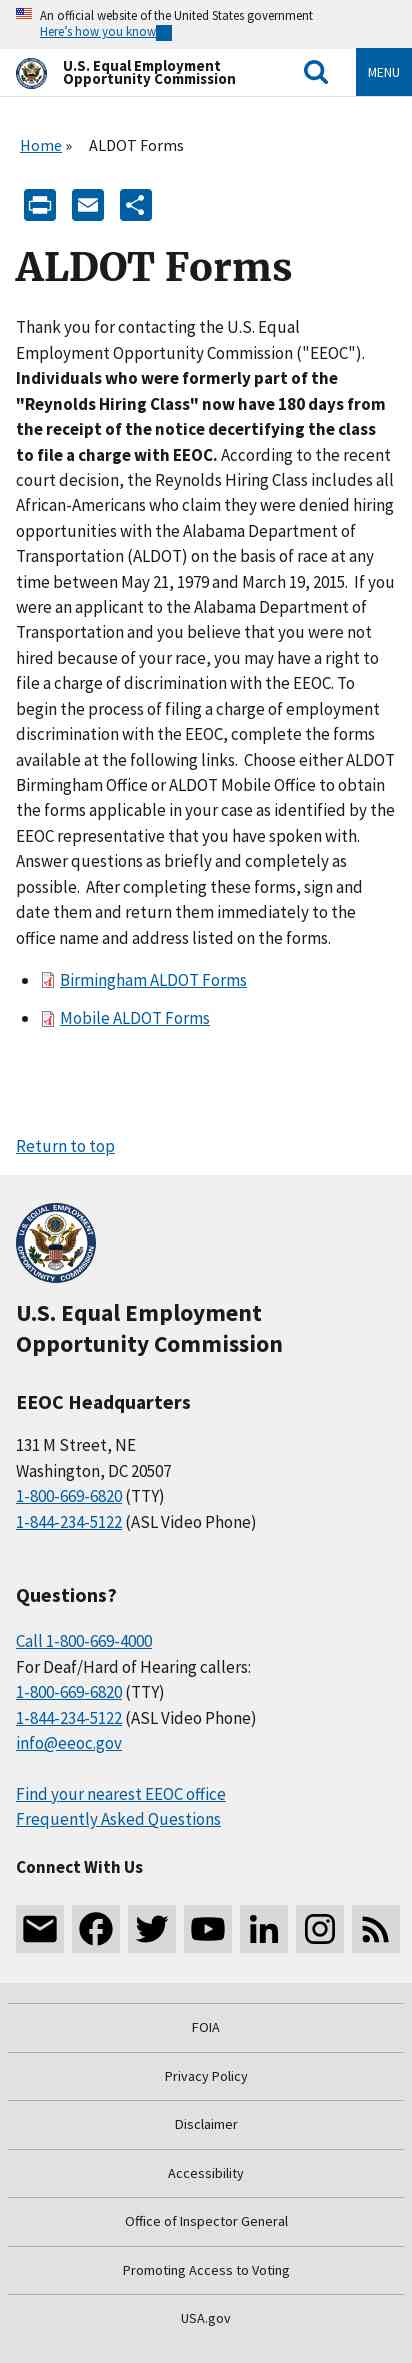 An official website of the United States government
Here's how you know
U.S. Equal Employment
Opportunity Commission
MENU
Home » ALDOT Forms
ALDOT Forms
Thank you for contacting the U.S. Equal
Employment Opportunity Commission ("EEOC").
Individuals who were formerly part of the
"Reynolds Hiring Class" now have 180 days from
the receipt of the notice decertifying the class
to file a charge with EEOC. According to the recent
court decision, the Reynolds Hiring Class includes all
African-Americans who claim they were denied hiring
opportunities with the Alabama Department of
Transportation (ALDOT) on the basis of race at any
time between May 21, 1979 and March 19, 2015.  If you
were an applicant to the Alabama Department of
Transportation and you believe that you were not
hired because of your race, you may have a right to
file a charge of discrimination with the EEOC. To
begin the process of filing a charge of employment
discrimination with the EEOC, complete the forms
available at the following links.  Choose either ALDOT
Birmingham Office or ALDOT Mobile Office to obtain
the forms applicable in your case as identified by the
EEOC representative that you have spoken with.
Answer questions as briefly and completely as
possible.  After completing these forms, sign and
date them and return them immediately to the
office name and address listed on the forms.
Birmingham ALDOT Forms
Mobile ALDOT Forms
Return to top
U.S. EQUAL EMPLOYMENT
OPPORTUNITY COMMISSION
U.S. Equal Employment
Opportunity Commission
EEOC Headquarters
131 M Street, NE
Washington, DC 20507
1-800-669-6820 (TTY)
1-844-234-5122 (ASL Video Phone)
Questions?
Call 1-800-669-4000
For Deaf/Hard of Hearing callers:
1-800-669-6820 (TTY)
1-844-234-5122 (ASL Video Phone)
info@eeoc.gov
Find your nearest EEOC office
Frequently Asked Questions
Connect With Us
FOIA
Privacy Policy
Disclaimer
Accessibility
Office of Inspector General
Promoting Access to Voting
USA.gov